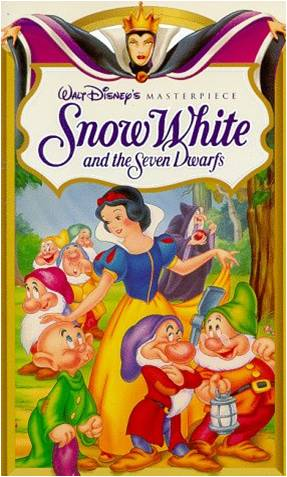 WALT DISNEY'S MASTERPIECE
Snow White
and the Seven Dwarfs